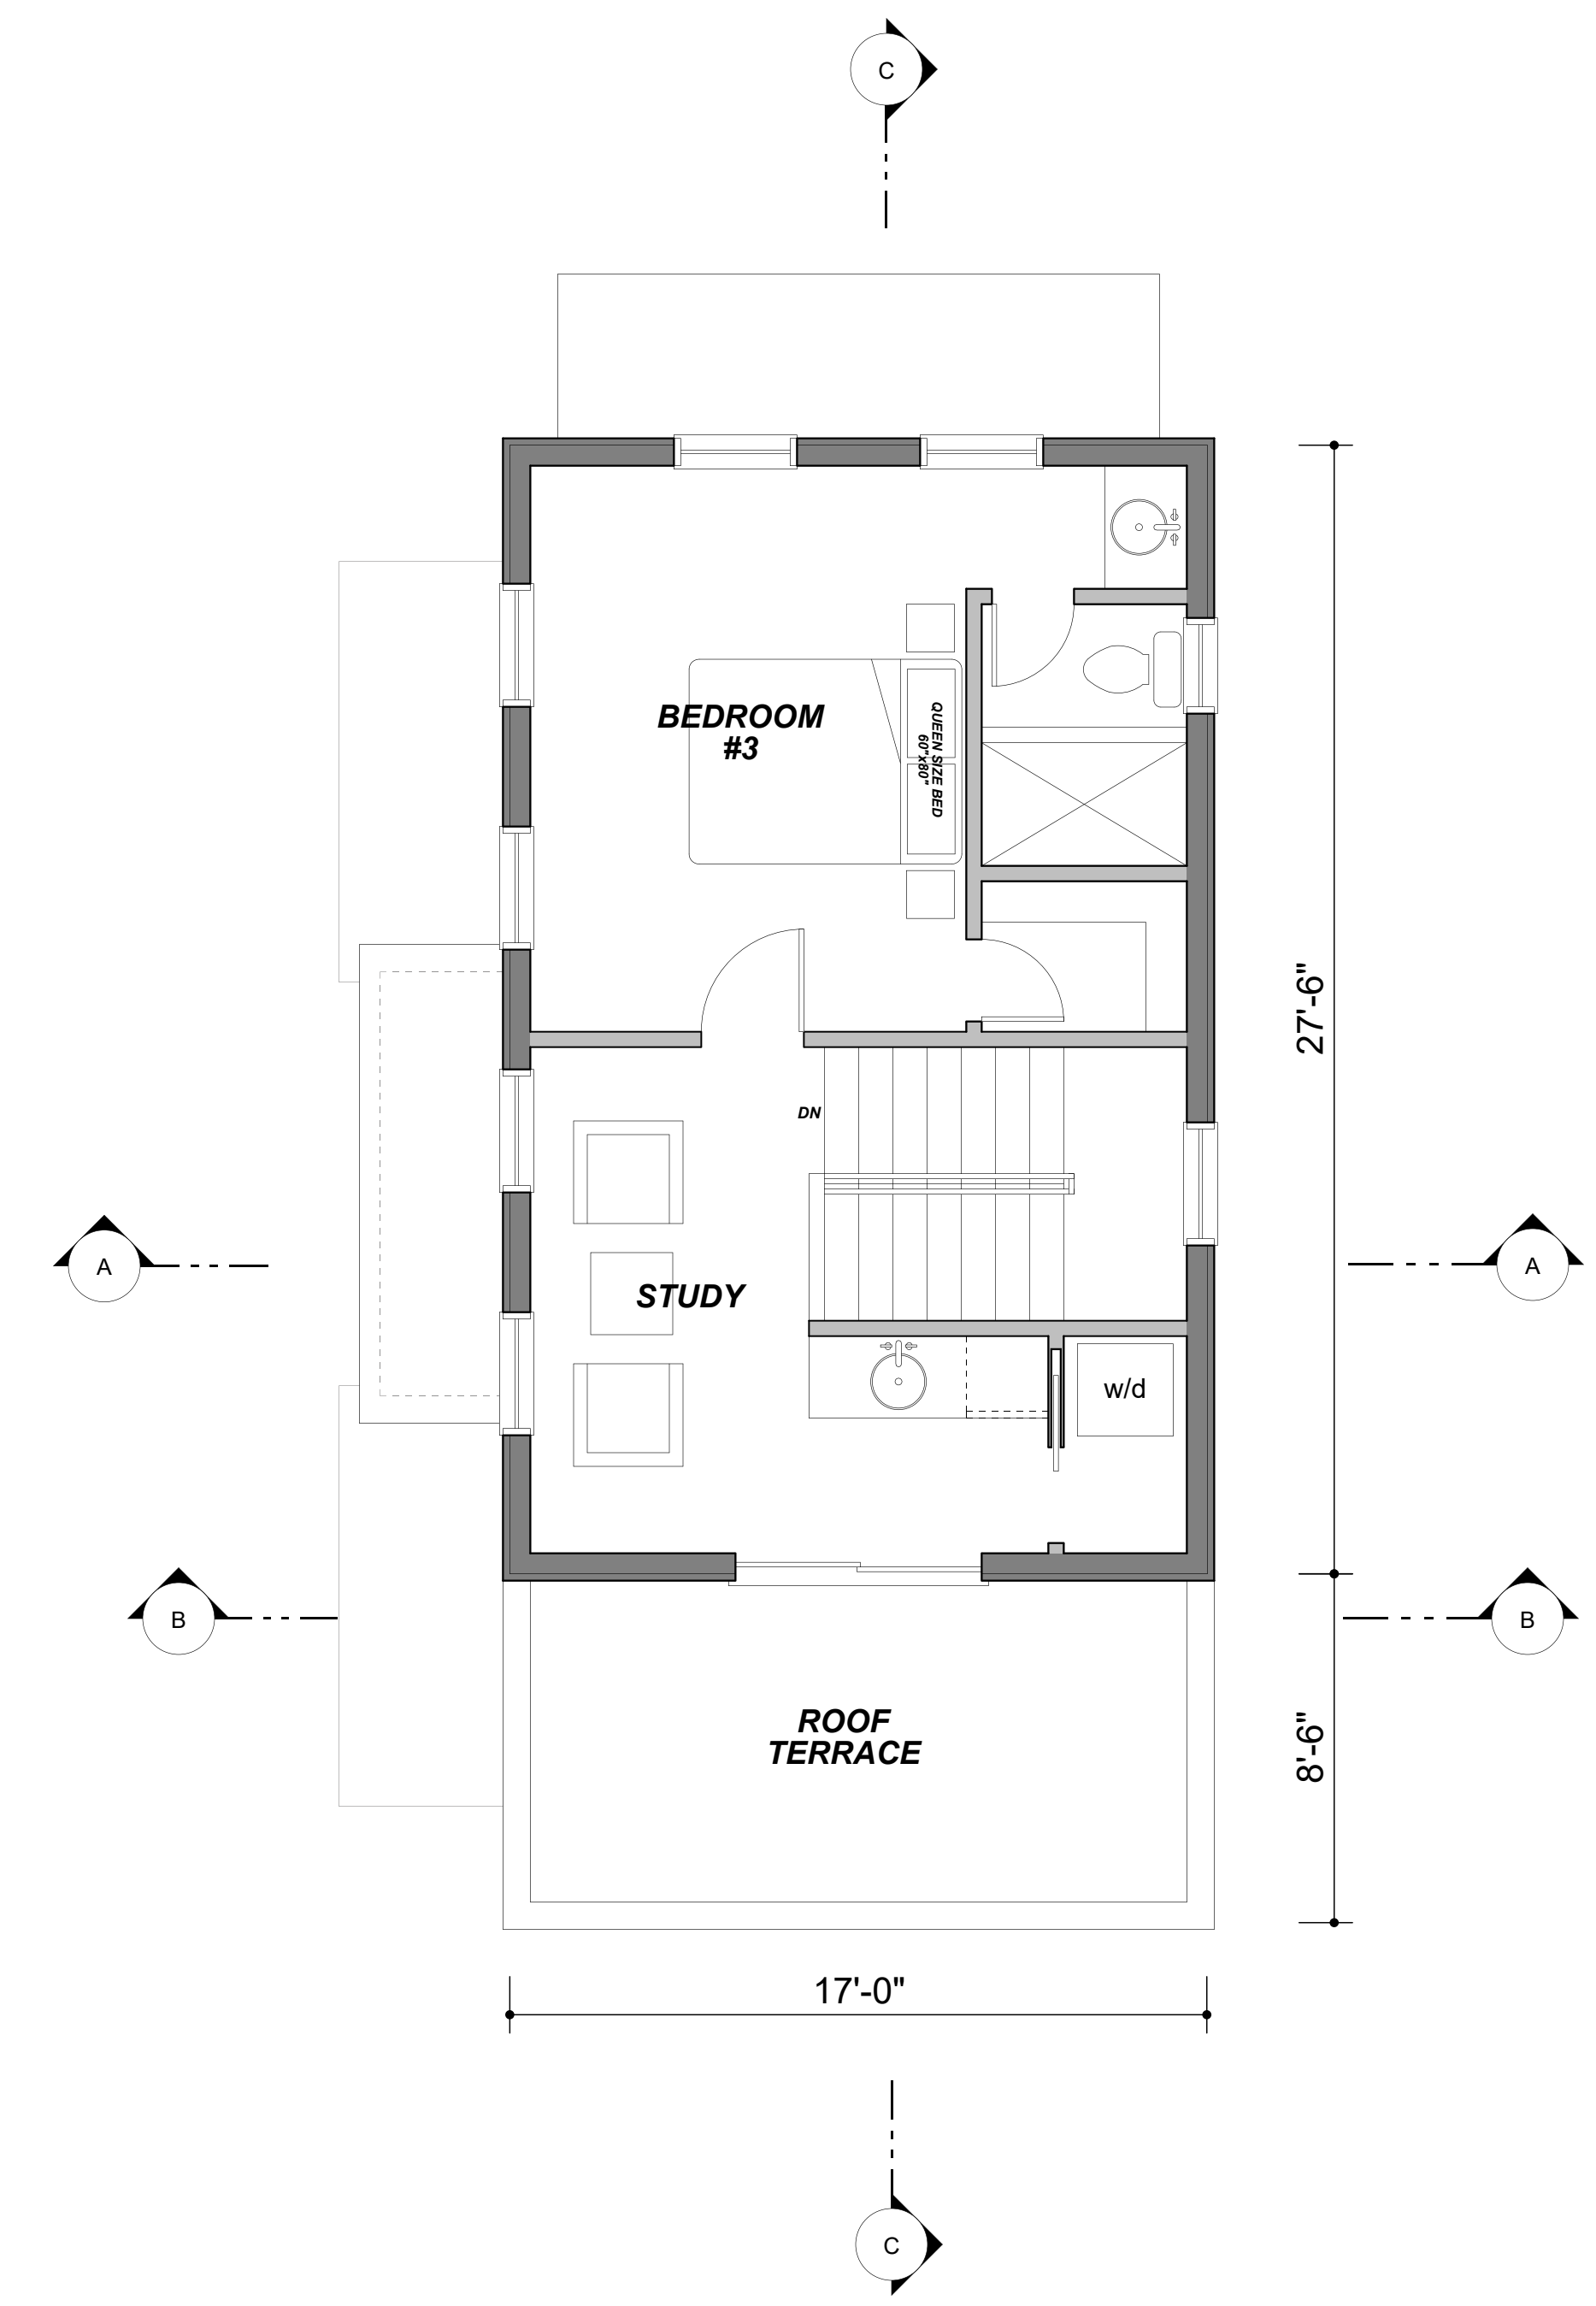 C
BEDROOM
#3
QUEEN SIZE BED
60"x80"
27'-6"
DN
A
A
STUDY
w/d
B
B
ROOF
TERRACE
8'-6"
17'-0"
C